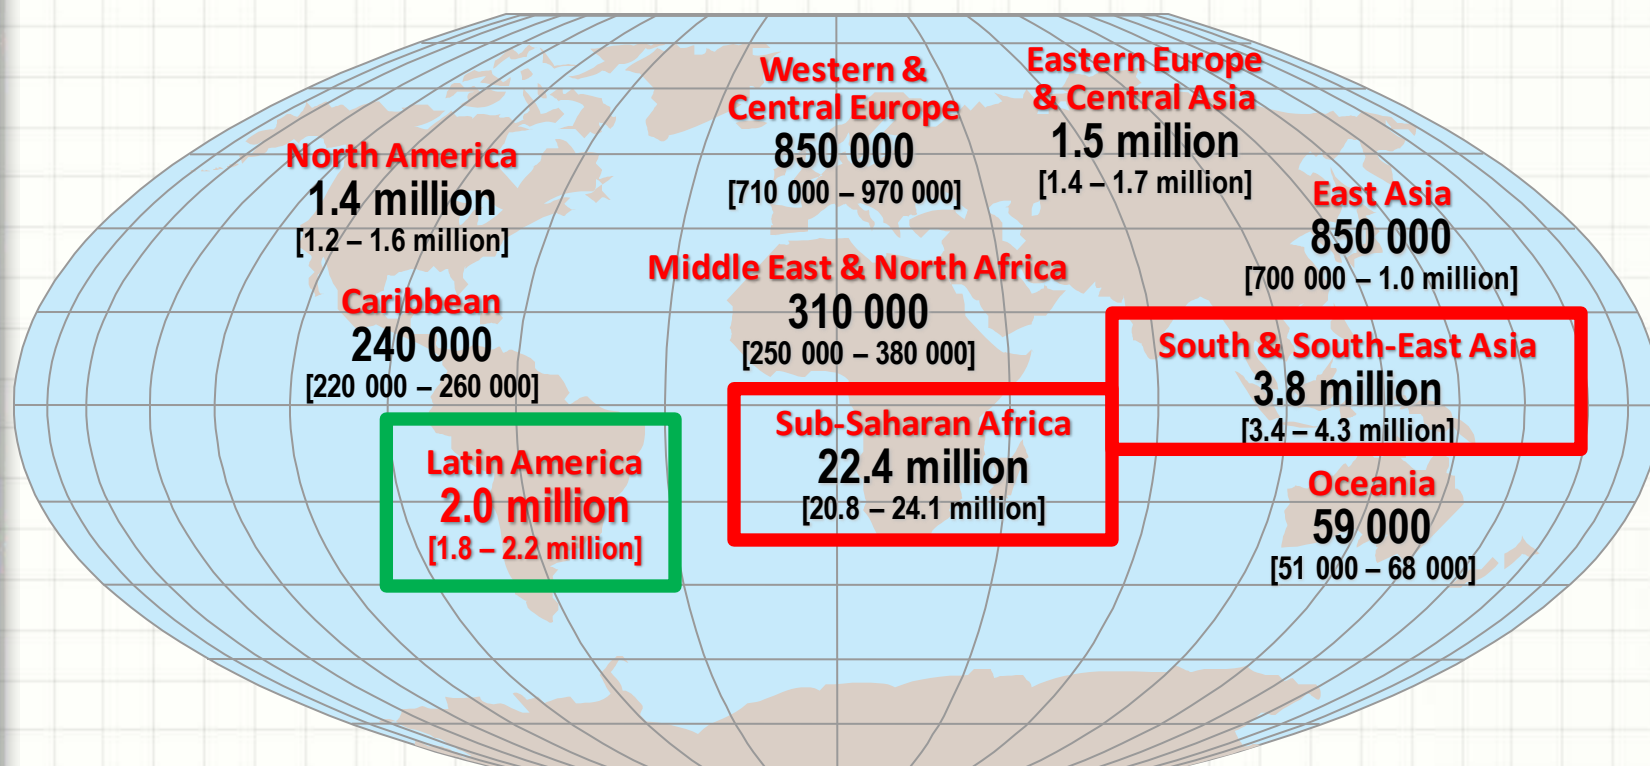 Western &
Central Europe
850 000
[710 000 – 970 000]
Eastern Europe
& Central Asia
1.5 million
[1.4 – 1.7 million]
North America
1.4 million
[1.2 – 1.6 million]
East Asia
850 000
[700 000 – 1.0 million]
Middle East & North Africa
310 000
[250 000 – 380 000]
Caribbean
240 000
[220 000 – 260 000]
South & South-East Asia
3.8 million
[3.4 – 4.3 million]
Sub-Saharan Africa
22.4 million
[20.8 – 24.1 million]
Latin America
2.0 million
[1.8 – 2.2 million]
Oceania
59 000
[51 000 – 68 000]